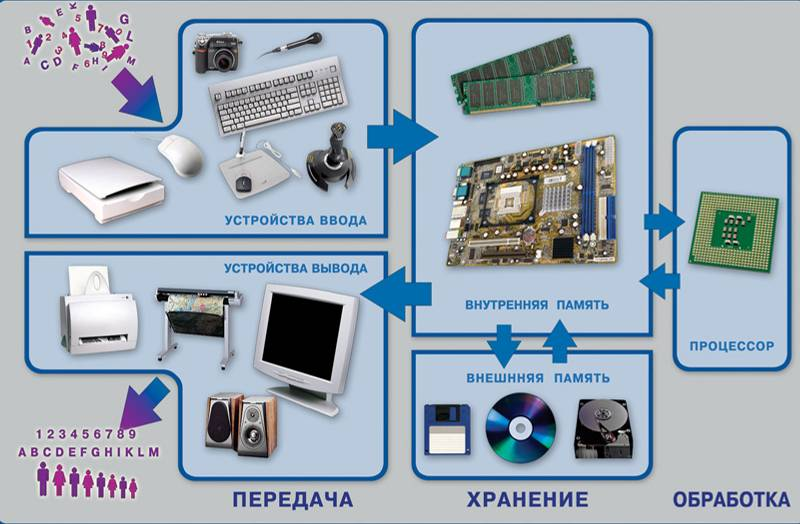 УСТРОЙСТВА ВВОДА
УСТРОЙСТВА ВЫВОДА
ВНУТРЕННЯЯ ПАМЯТЬ
ПРОЦЕССОР
ВНЕШННЯЯ ПАМЯТЬ
123456789
ABCDEFGHIKLM
ПЕРЕДАЧА
ХРАНЕНИЕ
ОБРАБОТКА